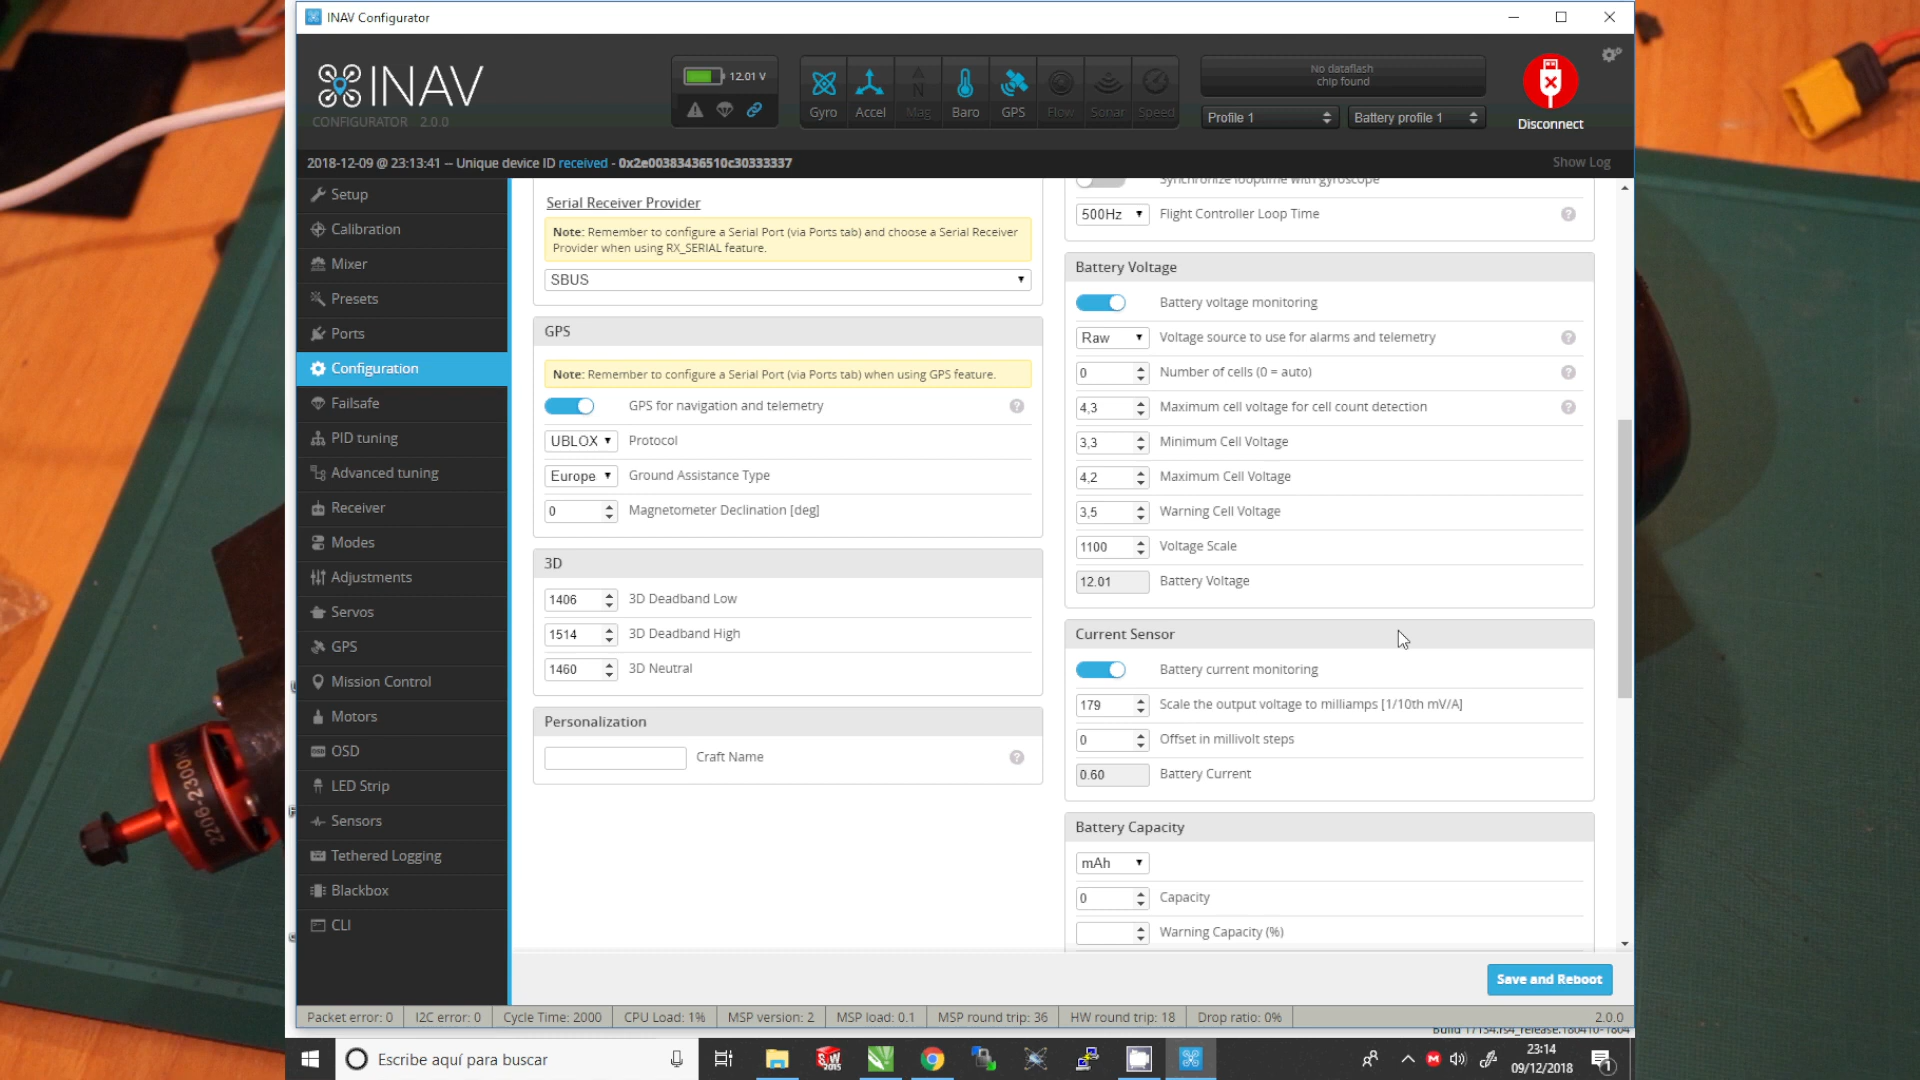 INAV Configurator
INAV
CONFIGURATOR 2.0.0
12.01 V
Gyro
Accel
Mag
Baro
GPS
Flow
Sonar
Speed
No dataflash
chip found
Profile 1
Battery profile 1
Disconnect
2018-12-09 @ 23:13:41 -- Unique device ID received - 0x2e00383436510c30333337
Show Log
Setup
Calibration
Mixer
Presets
Ports
Configuration
Failsafe
PID tuning
Advanced tuning
Receiver
Modes
Adjustments
Servos
GPS
Mission Control
Motors
OSD
LED Strip
Sensors
Tethered Logging
Blackbox
CLI
Serial Receiver Provider
Note: Remember to configure a Serial Port (via Ports tab) and choose a Serial Receiver
Provider when using RX_SERIAL feature.
SBUS
GPS
Note: Remember to configure a Serial Port (via Ports tab) when using GPS feature.
GPS for navigation and telemetry
UBLOX Protocol
Europe Ground Assistance Type
0 Magnetometer Declination [deg]
3D
1406 3D Deadband Low
1514 3D Deadband High
1460 3D Neutral
Personalization
Craft Name
Synchronize looptime with gyroscope
500Hz Flight Controller Loop Time
Battery Voltage
Battery voltage monitoring
Raw Voltage source to use for alarms and telemetry
0 Number of cells (0 = auto)
4,3 Maximum cell voltage for cell count detection
3,3 Minimum Cell Voltage
4,2 Maximum Cell Voltage
3,5 Warning Cell Voltage
1100 Voltage Scale
12.01 Battery Voltage
Current Sensor
Battery current monitoring
179 Scale the output voltage to milliamps [1/10th mV/A]
0 Offset in millivolt steps
0.60 Battery Current
Battery Capacity
mAh
0 Capacity
Warning Capacity (%)
Save and Reboot
Packet error: 0 I2C error: 0 Cycle Time: 2000 CPU Load: 1% MSP version: 2 MSP load: 0.1 MSP round trip: 36 HW round trip: 18 Drop ratio: 0% 2.0.0
Build 17134.rs4_release.180410-1804
Escribe aquí para buscar
2015
23:14
09/12/2018
1
2206-2300KV